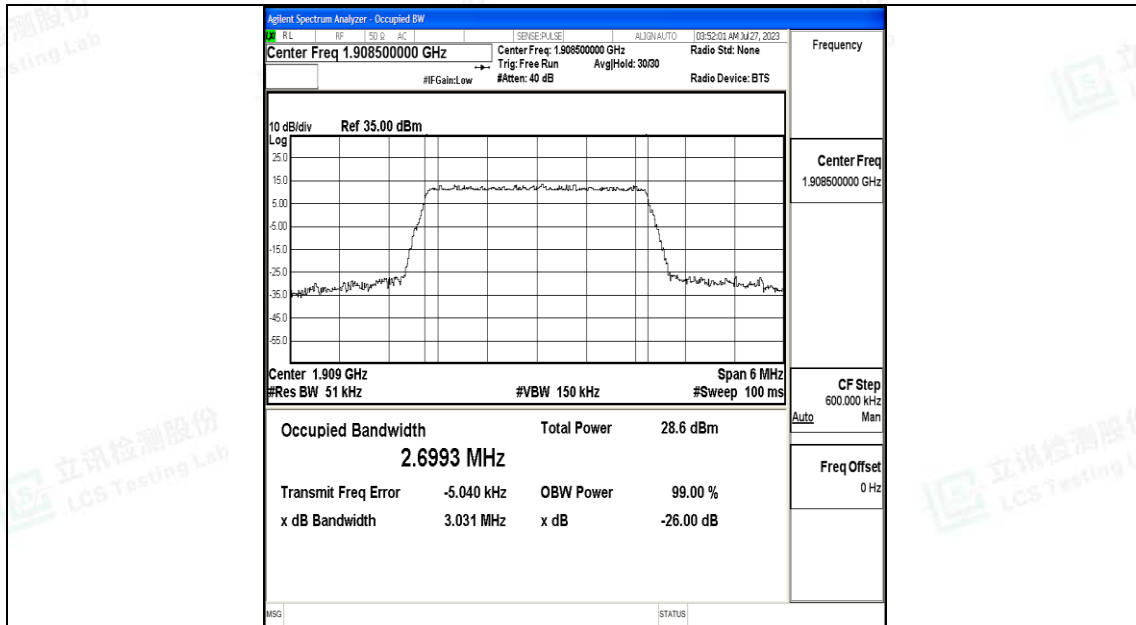 Agilent Spectrum Analyzer - Occupied BW
LXI RL RF 50 Ω AC SENSE:PULSE ALIGNAUTO 03:52:01 AM Jul 27, 2023
Center Freq 1.908500000 GHz
Center Freq: 1.908500000 GHz
Radio Std: None
Trig: Free Run Avg|Hold: 30/30
#IFGain:Low #Atten: 40 dB Radio Device: BTS
10 dB/div Ref 35.00 dBm
Log
25.0
15.0
5.00
-5.00
-15.0
-25.0
-35.0
-45.0
-55.0
Center 1.909 GHz Span 6 MHz
#Res BW 51 kHz #VBW 150 kHz #Sweep 100 ms
Occupied Bandwidth Total Power 28.6 dBm
2.6993 MHz
Transmit Freq Error -5.040 kHz OBW Power 99.00 %
x dB Bandwidth 3.031 MHz x dB -26.00 dB
MSG STATUS
Frequency
Center Freq
1.908500000 GHz
CF Step
600.000 kHz
Auto Man
Freq Offset
0 Hz
立讯检测股份
LCS Testing Lab
立讯检测股份
LCS Testing L